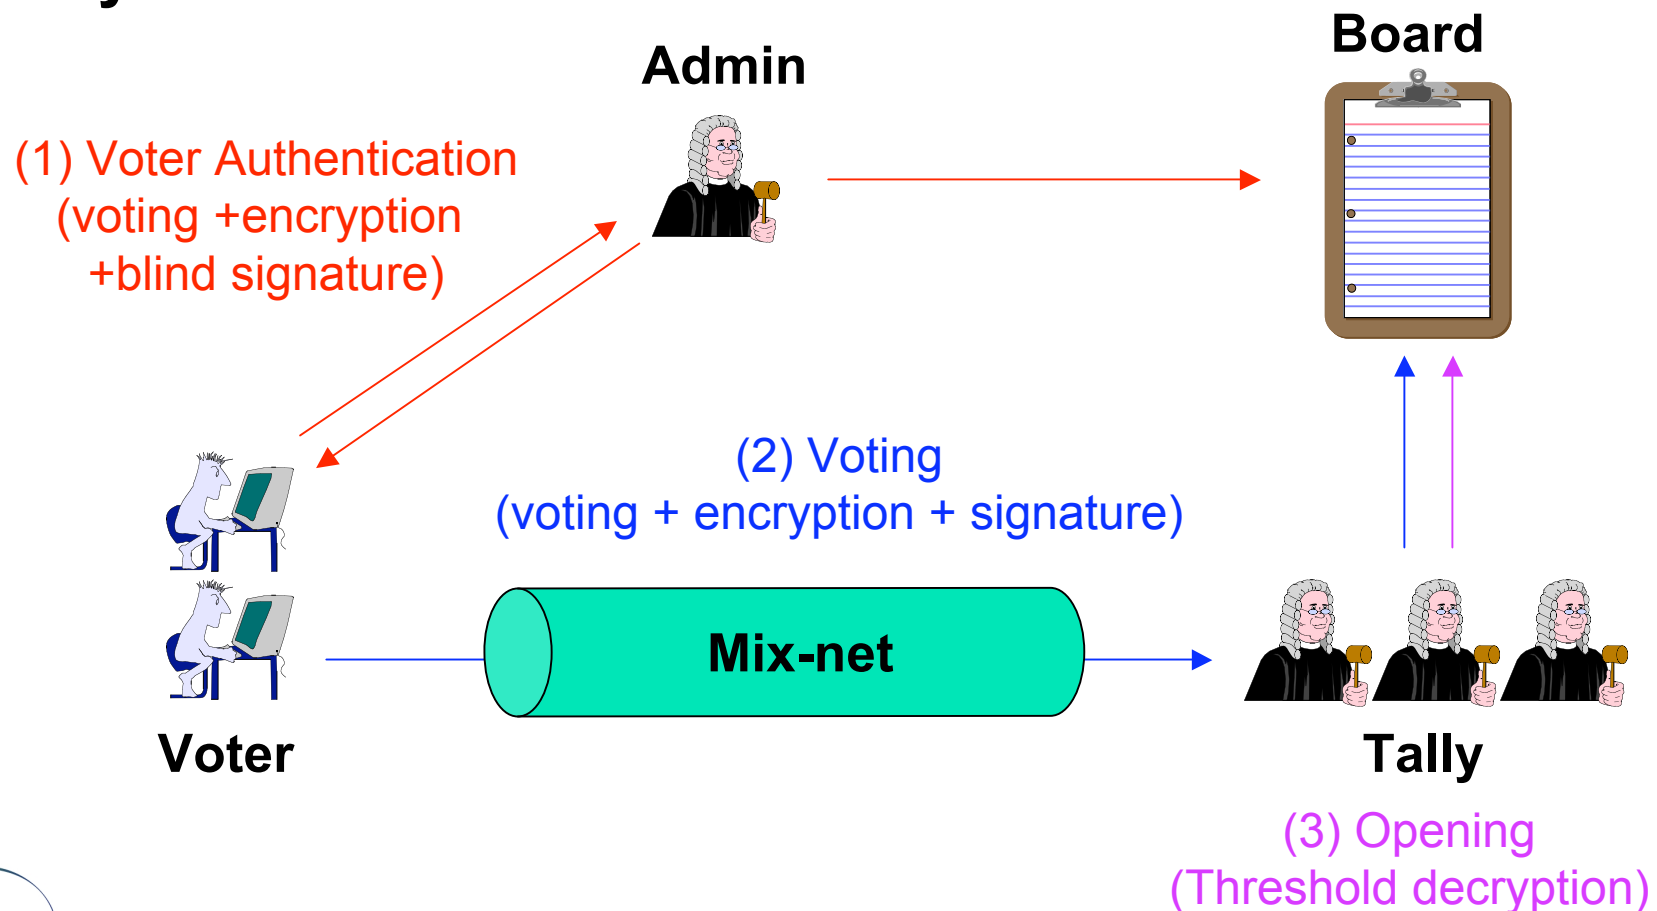 Admin
Board
(1) Voter Authentication
(voting +encryption
+blind signature)
(2) Voting
(voting + encryption + signature)
Mix-net
Voter
Tally
(3) Opening
(Threshold decryption)